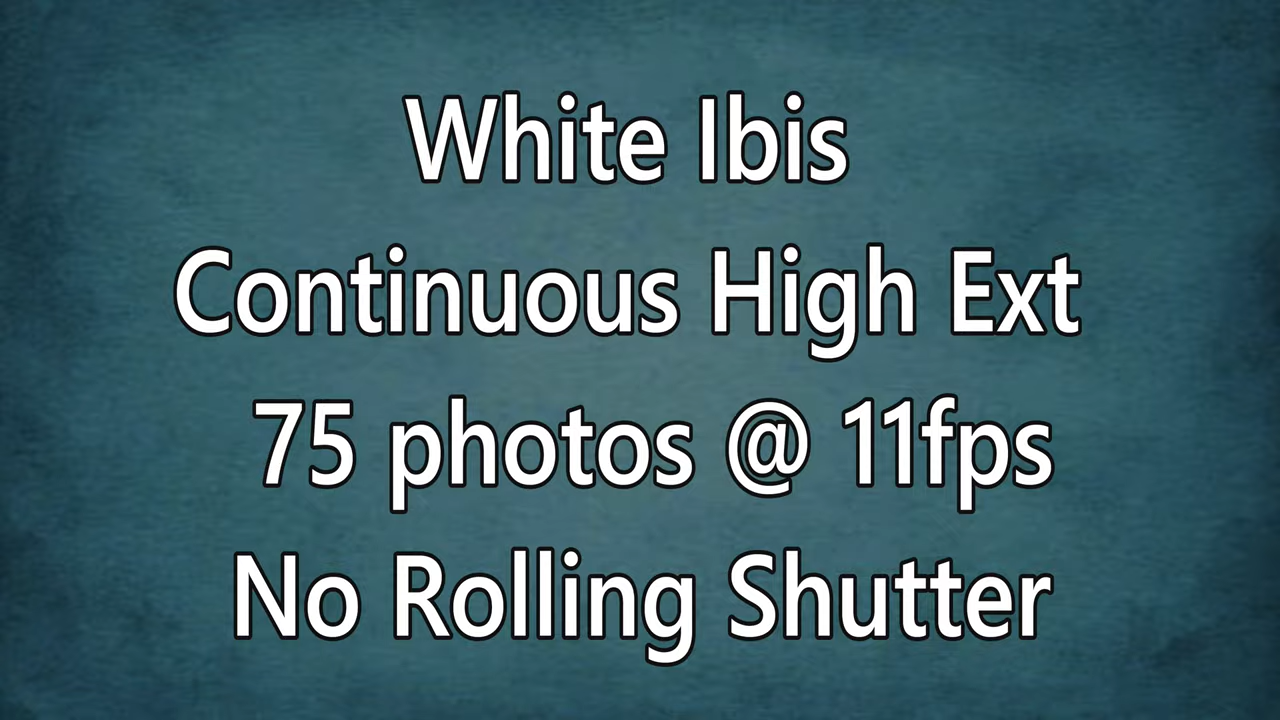 White Ibis
Continuous High Ext
75 photos @ 11fps
No Rolling Shutter